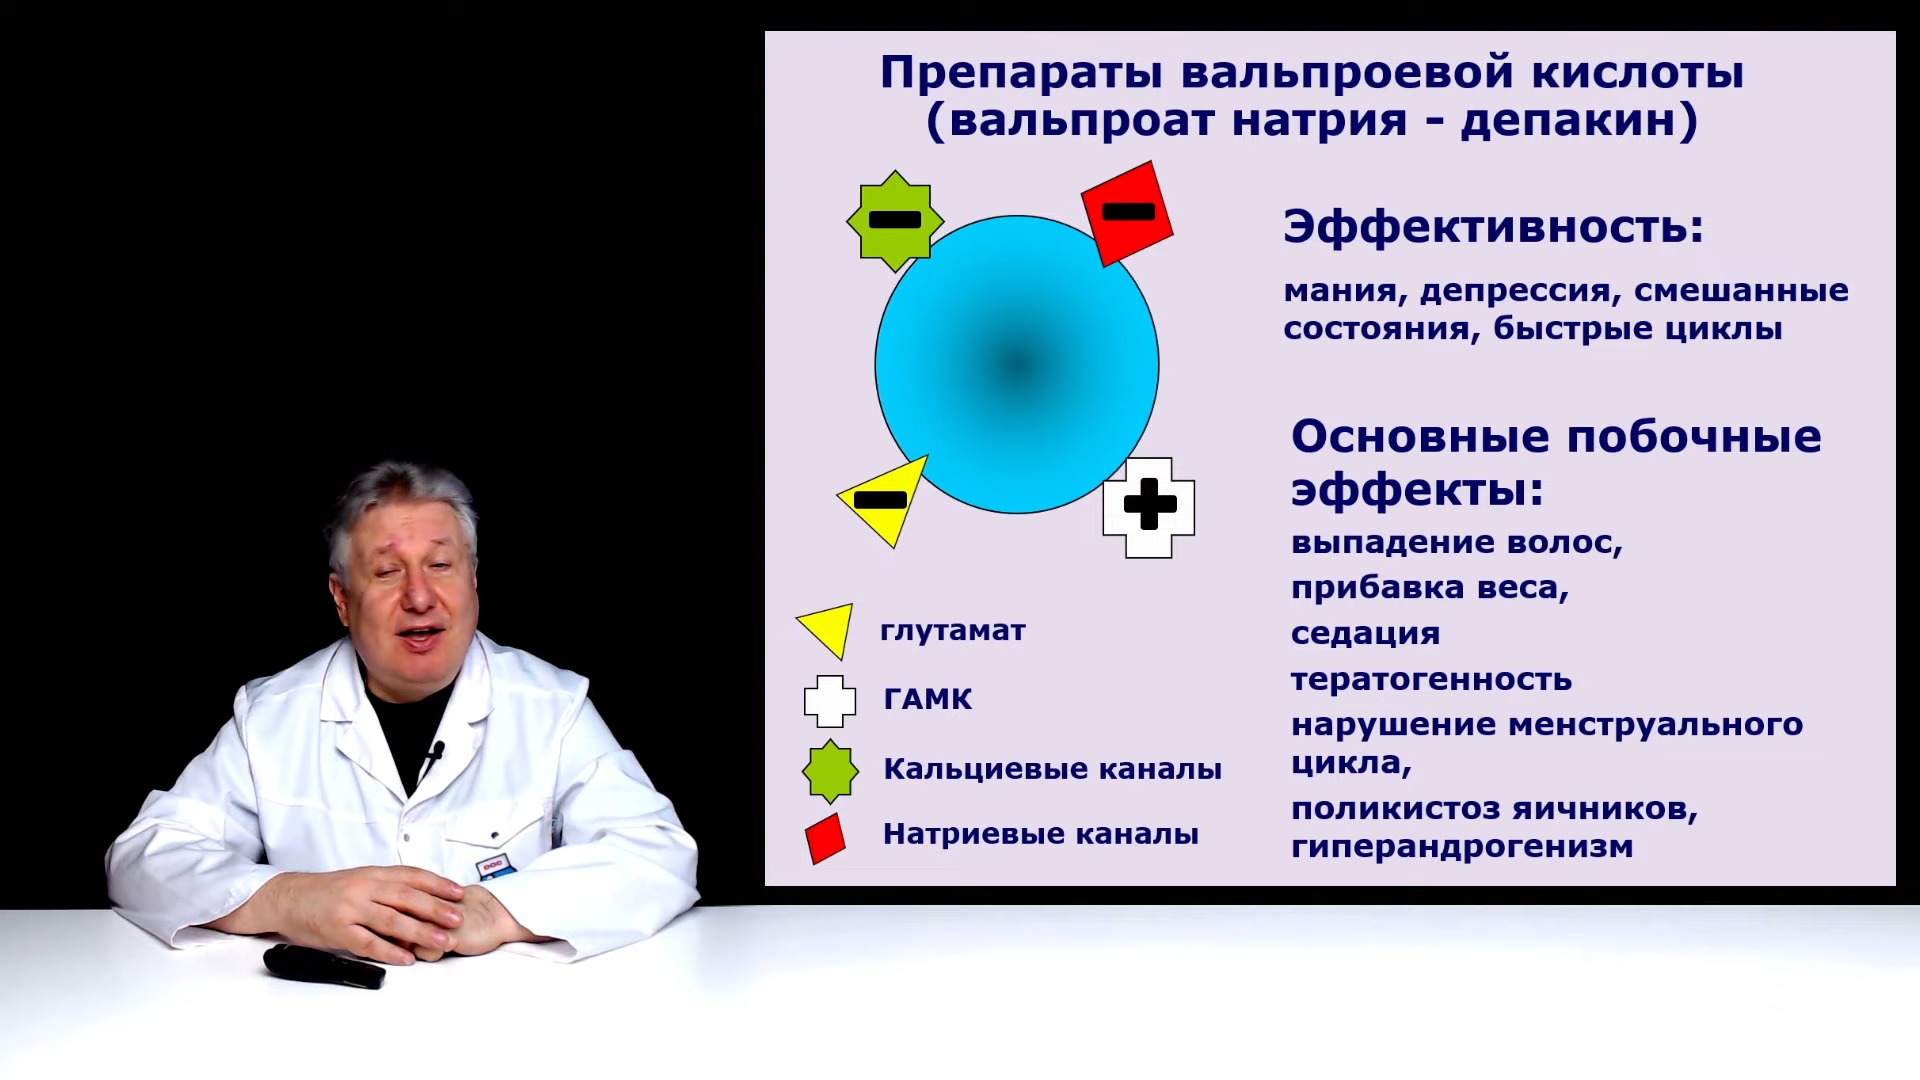 Препараты вальпроевой кислоты
(вальпроат натрия - депакин)
Эффективность:
мания, депрессия, смешанные
состояния, быстрые циклы
Основные побочные
эффекты:
выпадение волос,
прибавка веса,
седация
тератогенность
нарушение менструального
цикла,
поликистоз яичников,
гиперандрогенизм
глутамат
ГАМК
Кальциевые каналы
Натриевые каналы